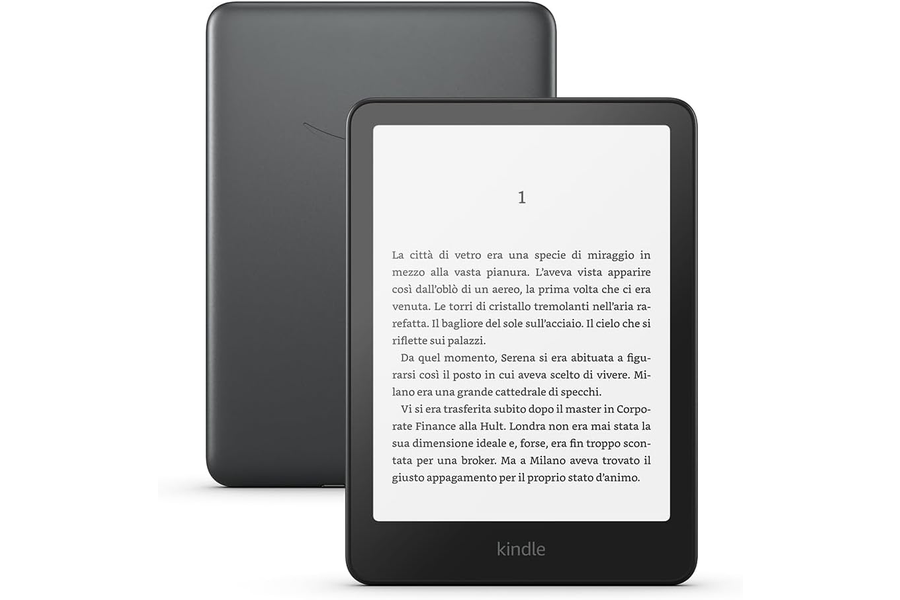 1
La città di vetro era una specie di miraggio in
mezzo alla vasta pianura. L'aveva vista apparire
così dall'oblò di un aereo, la prima volta che ci era
venuta. Le torri di cristallo tremolanti nell'aria ra-
refatta. Il bagliore del sole sull'acciaio. Il cielo che si
riflette sui palazzi.
Da quel momento, Serena si era abituata a figu-
rarsi così il posto in cui aveva scelto di vivere. Mi-
lano era una grande cattedrale di specchi.
Vi si era trasferita subito dopo il master in Corpo-
rate Finance alla Hult. Londra non era mai stata la
sua dimensione ideale e, forse, era fin troppo scon-
tata per una broker. Ma a Milano aveva trovato il
giusto appagamento per il proprio stato d'animo.
kindle